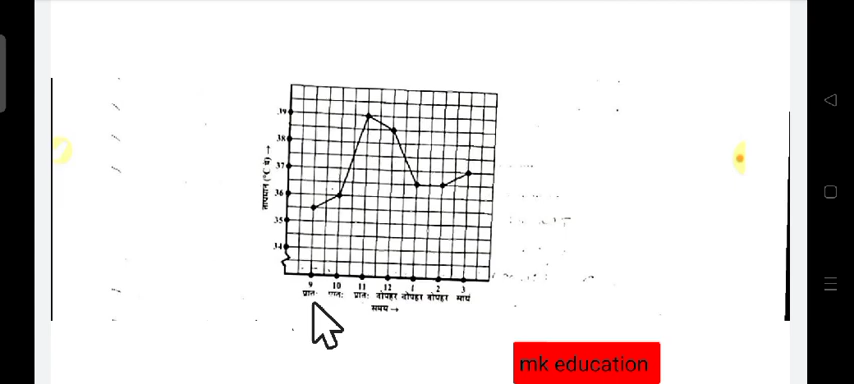 39
38
37
36
35
34
तापमान (°C में) →
9 10 11 12 1 2 3
प्रातः प्रातः प्रातः दोपहर दोपहर दोपहर सायं
समय →
mk education